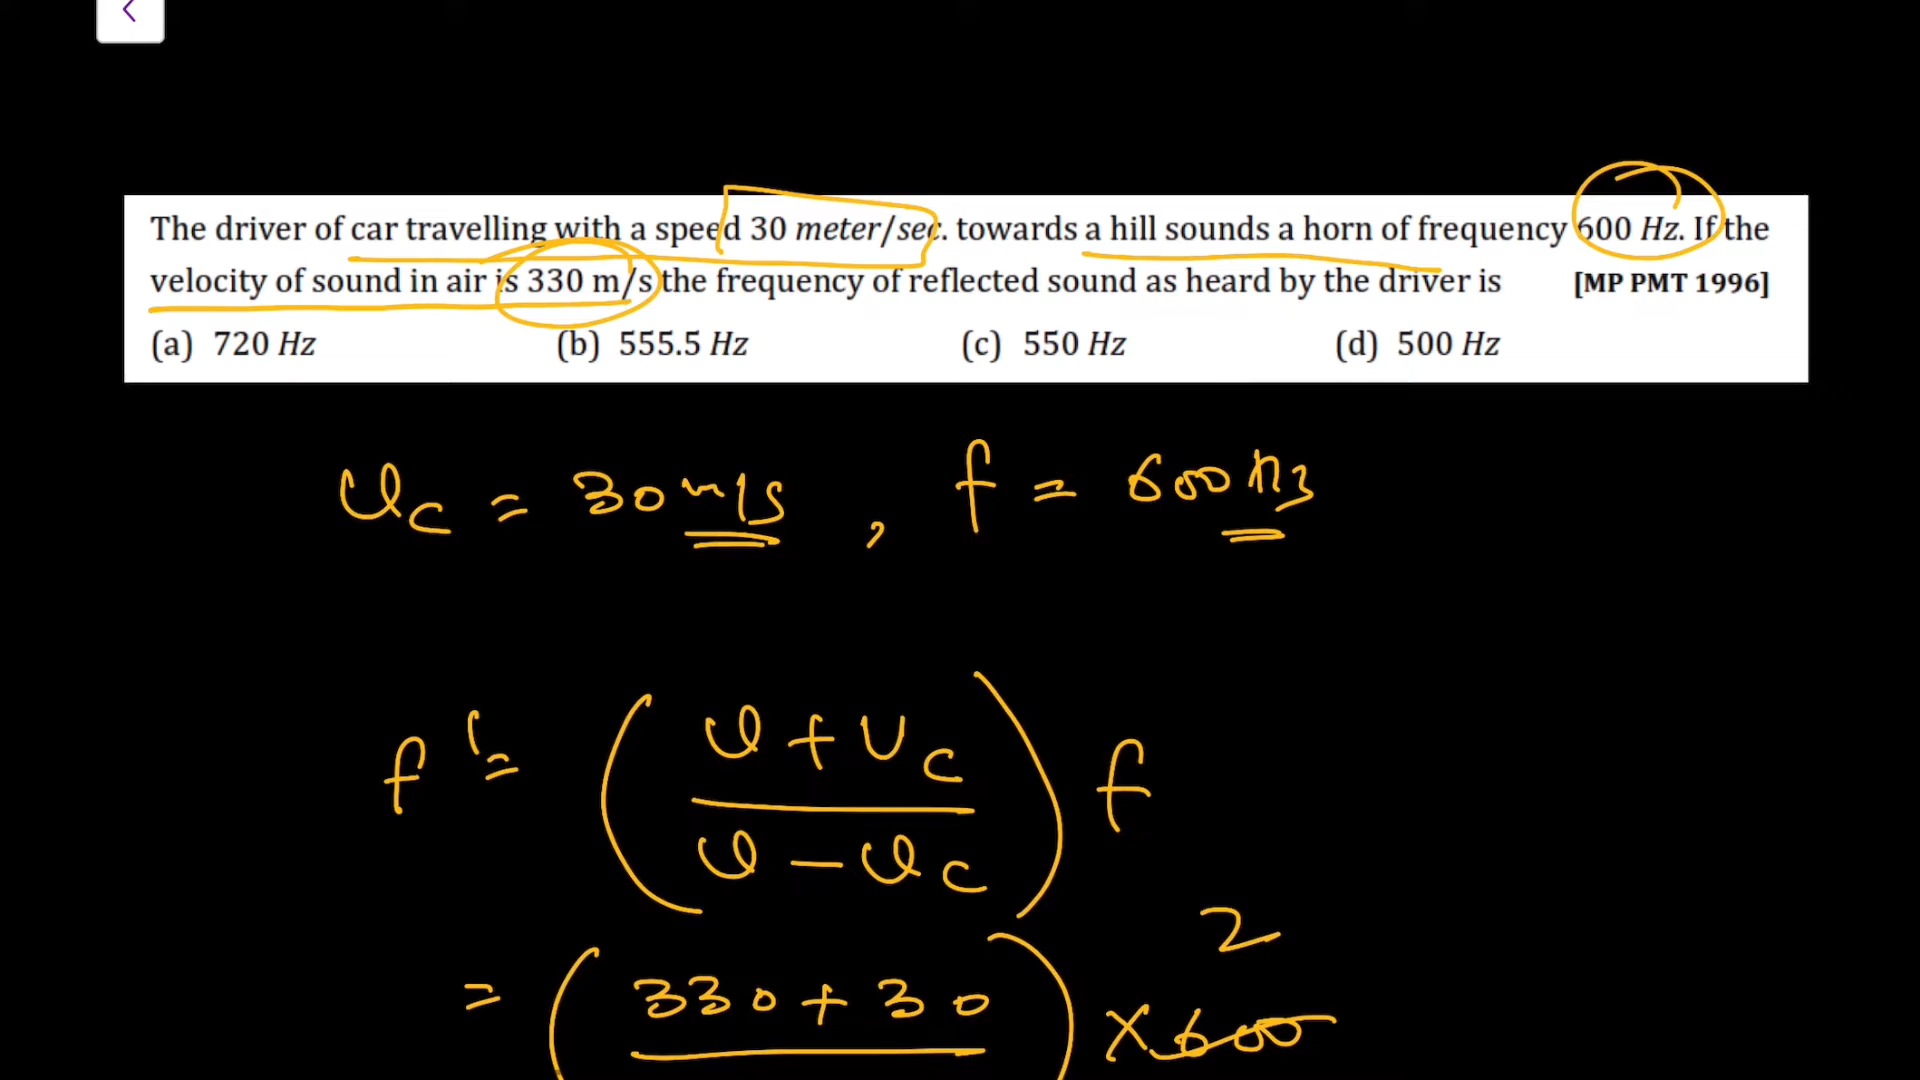 The driver of car travelling with a speed 30 meter/sec. towards a hill sounds a horn of frequency 600 Hz. If the
velocity of sound in air is 330 m/s the frequency of reflected sound as heard by the driver is [MP PMT 1996]
(a) 720 Hz (b) 555.5 Hz (c) 550 Hz (d) 500 Hz
vc = 30 m/s , f = 600 Hz
f' = (v + vc / v - vc) f
2
= (330 + 30) × 600